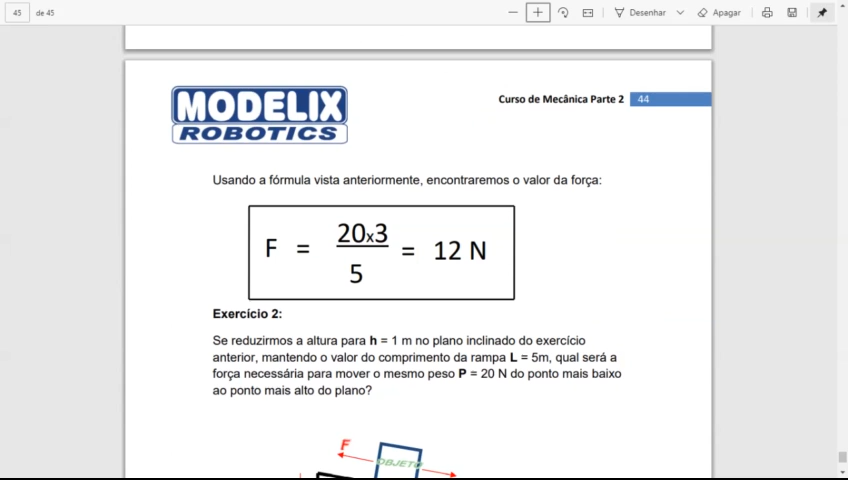 45 de 45 Desenhar Apagar
MODELIX
ROBOTICS
Curso de Mecânica Parte 2 44
Usando a fórmula vista anteriormente, encontraremos o valor da força:
F = 20x3 = 12 N
5
Exercício 2:
Se reduzirmos a altura para h = 1 m no plano inclinado do exercício
anterior, mantendo o valor do comprimento da rampa L = 5m, qual será a
força necessária para mover o mesmo peso P = 20 N do ponto mais baixo
ao ponto mais alto do plano?
F
OBJETO